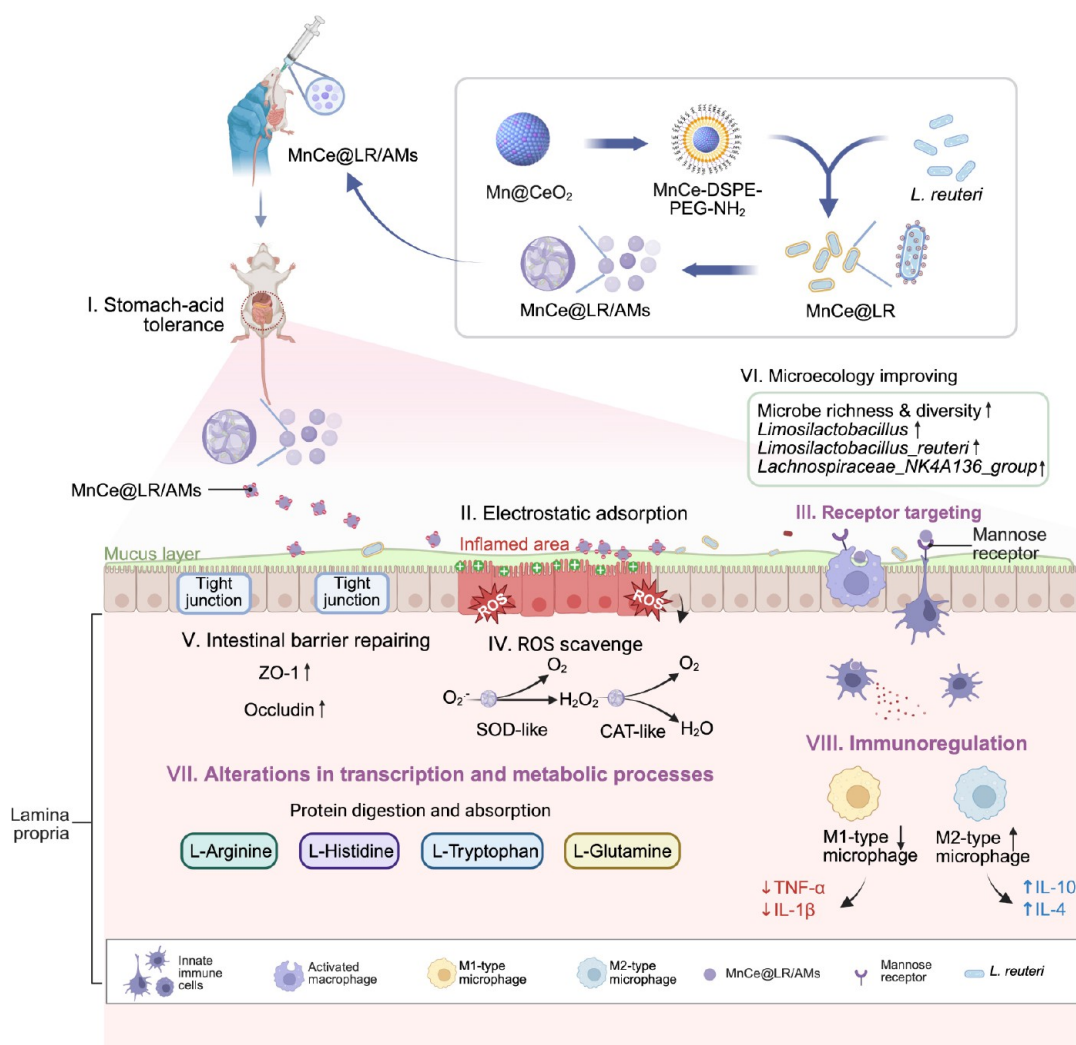 MnCe@LR/AMs
Mn@CeO₂
MnCe-DSPE-
PEG-NH₂
L. reuteri
MnCe@LR/AMs
MnCe@LR
I. Stomach-acid
tolerance
VI. Microecology improving
Microbe richness & diversity ↑
Limosilactobacillus ↑
Limosilactobacillus_reuteri ↑
Lachnospiraceae_NK4A136_group↑
MnCe@LR/AMs
II. Electrostatic adsorption
III. Receptor targeting
Mucus layer
Inflamed area
Mannose
receptor
Tight
junction
Tight
junction
ROS
ROS
V. Intestinal barrier repairing
ZO-1 ↑
Occludin ↑
IV. ROS scavenge
O₂·⁻
O₂
H₂O₂
O₂
H₂O
SOD-like
CAT-like
VII. Alterations in transcription and metabolic processes
Protein digestion and absorption
L-Arginine
L-Histidine
L-Tryptophan
L-Glutamine
VIII. Immunoregulation
M1-type ↓
microphage
M2-type ↑
microphage
↓TNF-α
↓IL-1β
↑IL-10
↑IL-4
Lamina
propria
Innate
immune
cells
Activated
macrophage
M1-type
microphage
M2-type
microphage
MnCe@LR/AMs
Mannose
receptor
L. reuteri